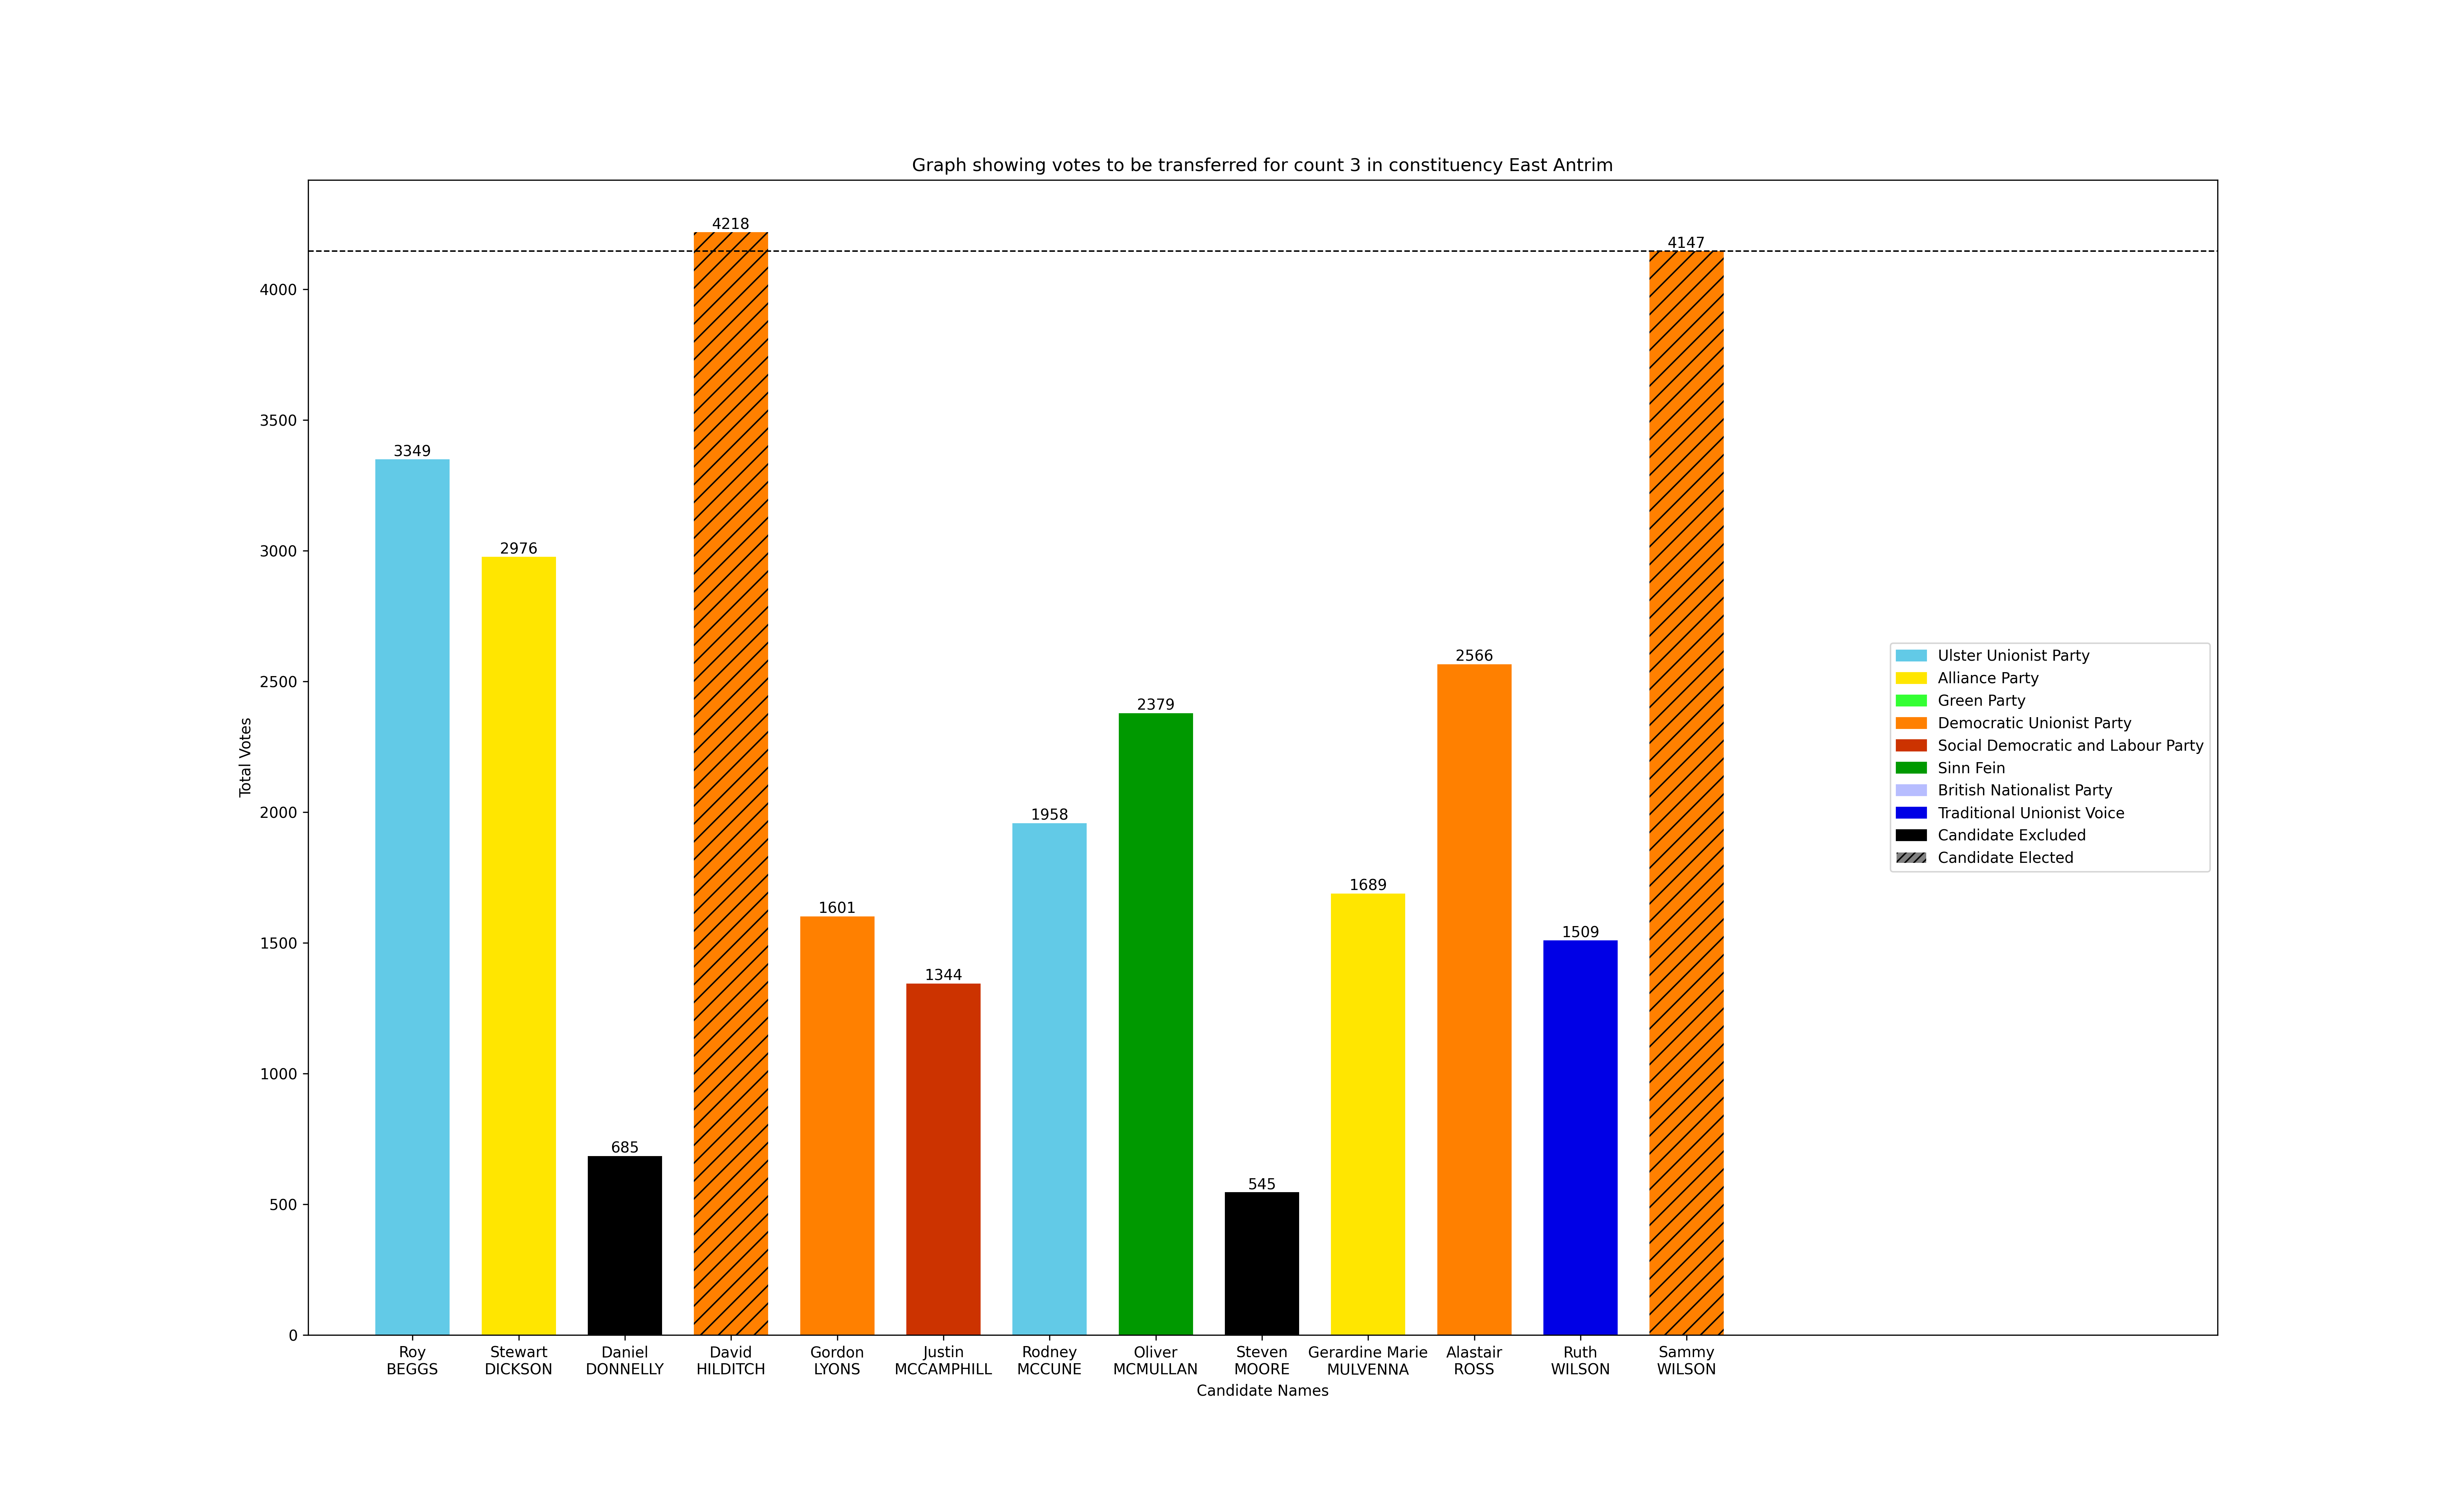 Graph showing votes to be transferred for count 3 in constituency East Antrim
Total Votes
4000
3500
3000
2500
2000
1500
1000
500
0
3349
2976
685
4218
1601
1344
1958
2379
545
1689
2566
1509
4147
Roy
BEGGS
Stewart
DICKSON
Daniel
DONNELLY
David
HILDITCH
Gordon
LYONS
Justin
MCCAMPHILL
Rodney
MCCUNE
Oliver
MCMULLAN
Steven
MOORE
Gerardine Marie
MULVENNA
Alastair
ROSS
Ruth
WILSON
Sammy
WILSON
Candidate Names
Ulster Unionist Party
Alliance Party
Green Party
Democratic Unionist Party
Social Democratic and Labour Party
Sinn Fein
British Nationalist Party
Traditional Unionist Voice
Candidate Excluded
Candidate Elected